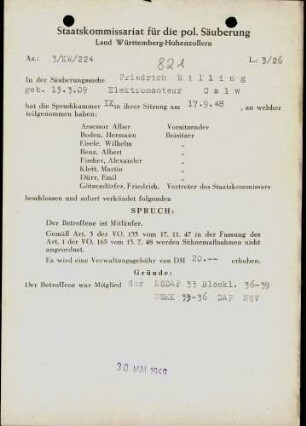 Staatskommissariat für die pol. Säuberung
Land Württemberg-Hohenzollern
Az.: 3/KW/224
821
L: 3/26
In der Säuberungssache Friedrich Milling
geb. 13.3.09 Elektromonteur Calw
hat die Spruchkammer IX in ihrer Sitzung am 17.9.48, an welcher
teilgenommen haben:
Assessor Alber Vorsitzender
Boden, Hermann Beisitzer
Eisele, Wilhelm "
Benz, Albert "
Fischer, Alexander "
Klett, Martin "
Dürr, Emil "
Götzendörfer, Friedrich, Vertreter des Staatskommissars
beschlossen und sofort verkündet folgenden
SPRUCH:
Der Betroffene ist Mitläufer.
Gemäß Art. 3 der VO. 133 vom 17. 11. 47 in der Fassung des
Art. 1 der VO. 165 vom 13. 7. 48 werden Sühnemaßnahmen nicht
angeordnet.
Es wird eine Verwaltungsgebühr von DM 20.-- erhoben.
Gründe:
Der Betroffene war Mitglied der NSDAP 33 Blockl. 36-39
NSKK 33-36 DAF NSV
30 MAI 1949